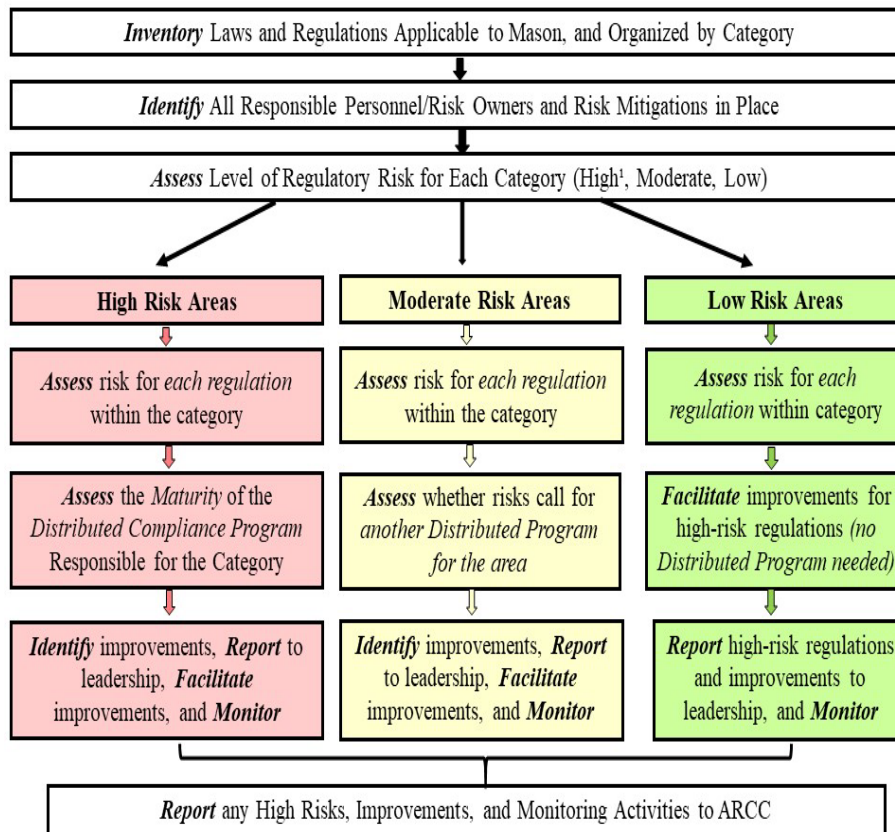 Inventory Laws and Regulations Applicable to Mason, and Organized by Category
Identify All Responsible Personnel/Risk Owners and Risk Mitigations in Place
Assess Level of Regulatory Risk for Each Category (High¹, Moderate, Low)
High Risk Areas
Assess risk for each regulation
within the category
Assess the Maturity of the
Distributed Compliance Program
Responsible for the Category
Identify improvements, Report to
leadership, Facilitate
improvements, and Monitor
Moderate Risk Areas
Assess risk for each regulation
within the category
Assess whether risks call for
another Distributed Program
for the area
Identify improvements, Report
to leadership, Facilitate
improvements, and Monitor
Low Risk Areas
Assess risk for each
regulation within category
Facilitate improvements for
high-risk regulations (no
Distributed Program needed)
Report high-risk regulations
and improvements to
leadership, and Monitor
Report any High Risks, Improvements, and Monitoring Activities to ARCC